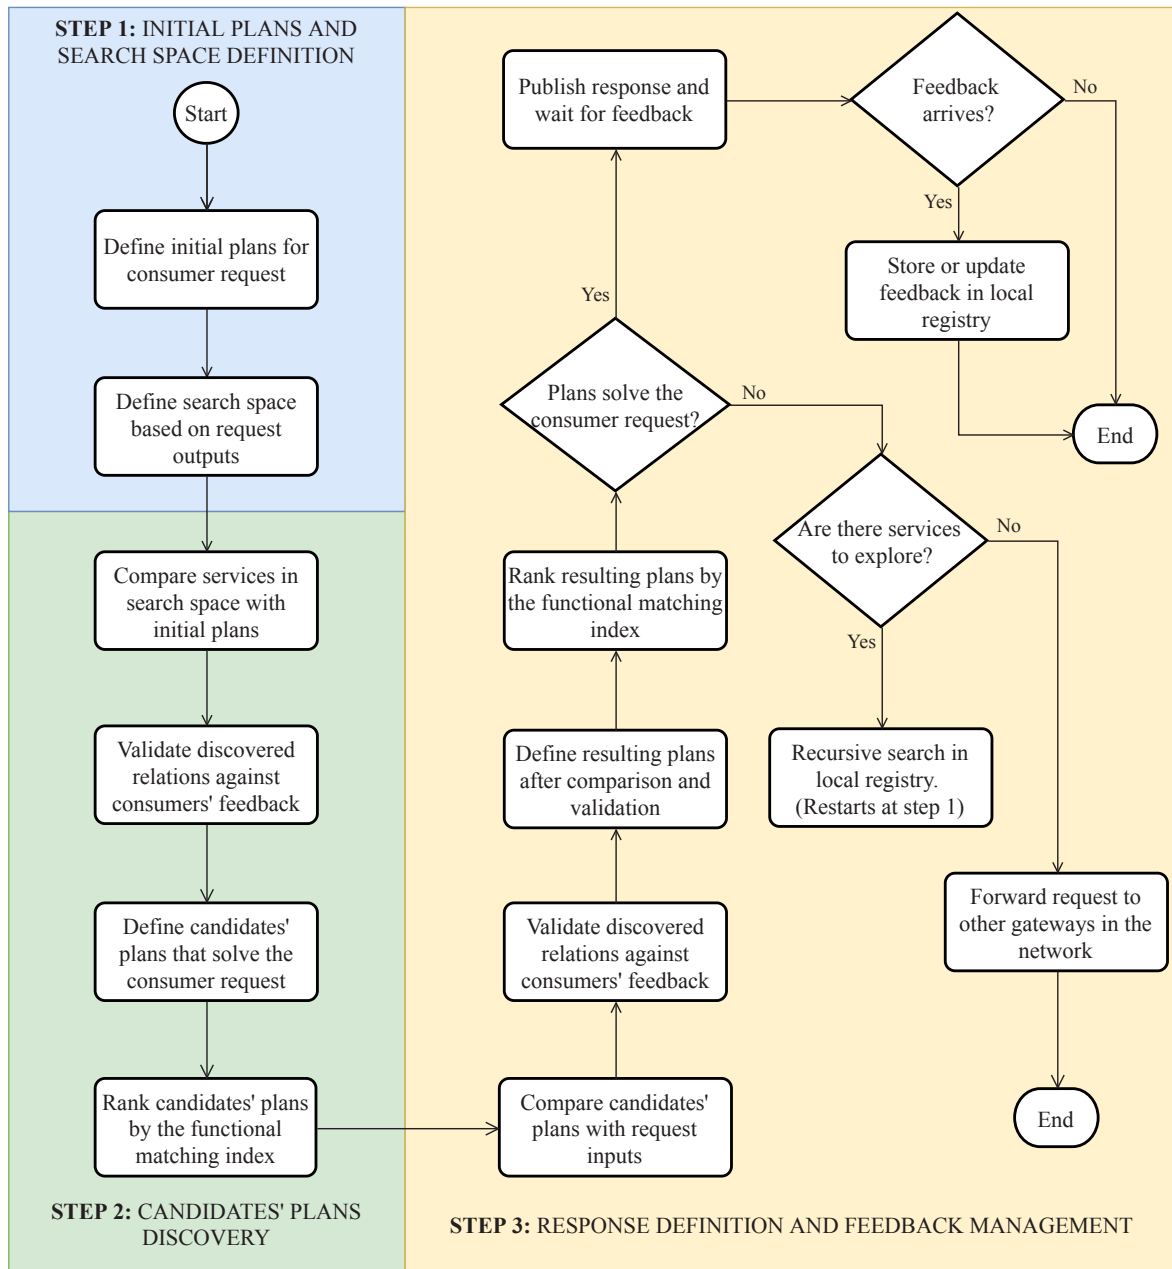 STEP 1: INITIAL PLANS AND
SEARCH SPACE DEFINITION
Start
Define initial plans for
consumer request
Define search space
based on request
outputs
Compare services in
search space with
initial plans
Validate discovered
relations against
consumers' feedback
Define candidates'
plans that solve the
consumer request
Rank candidates' plans
by the functional
matching index
STEP 2: CANDIDATES' PLANS
DISCOVERY
Compare candidates'
plans with request
inputs
Validate discovered
relations against
consumers' feedback
Define resulting plans
after comparison and
validation
Rank resulting plans by
the functional matching
index
Plans solve the
consumer request?
Yes
No
Publish response and
wait for feedback
Feedback
arrives?
No
Yes
Store or update
feedback in local
registry
End
Are there services
to explore?
No
Yes
Recursive search in
local registry.
(Restarts at step 1)
Forward request to
other gateways in the
network
End
STEP 3: RESPONSE DEFINITION AND FEEDBACK MANAGEMENT